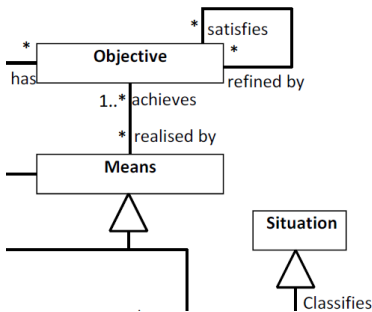 * satisfies
* Objective *
has refined by
1..* achieves
* realised by
Means
Situation
Classifies